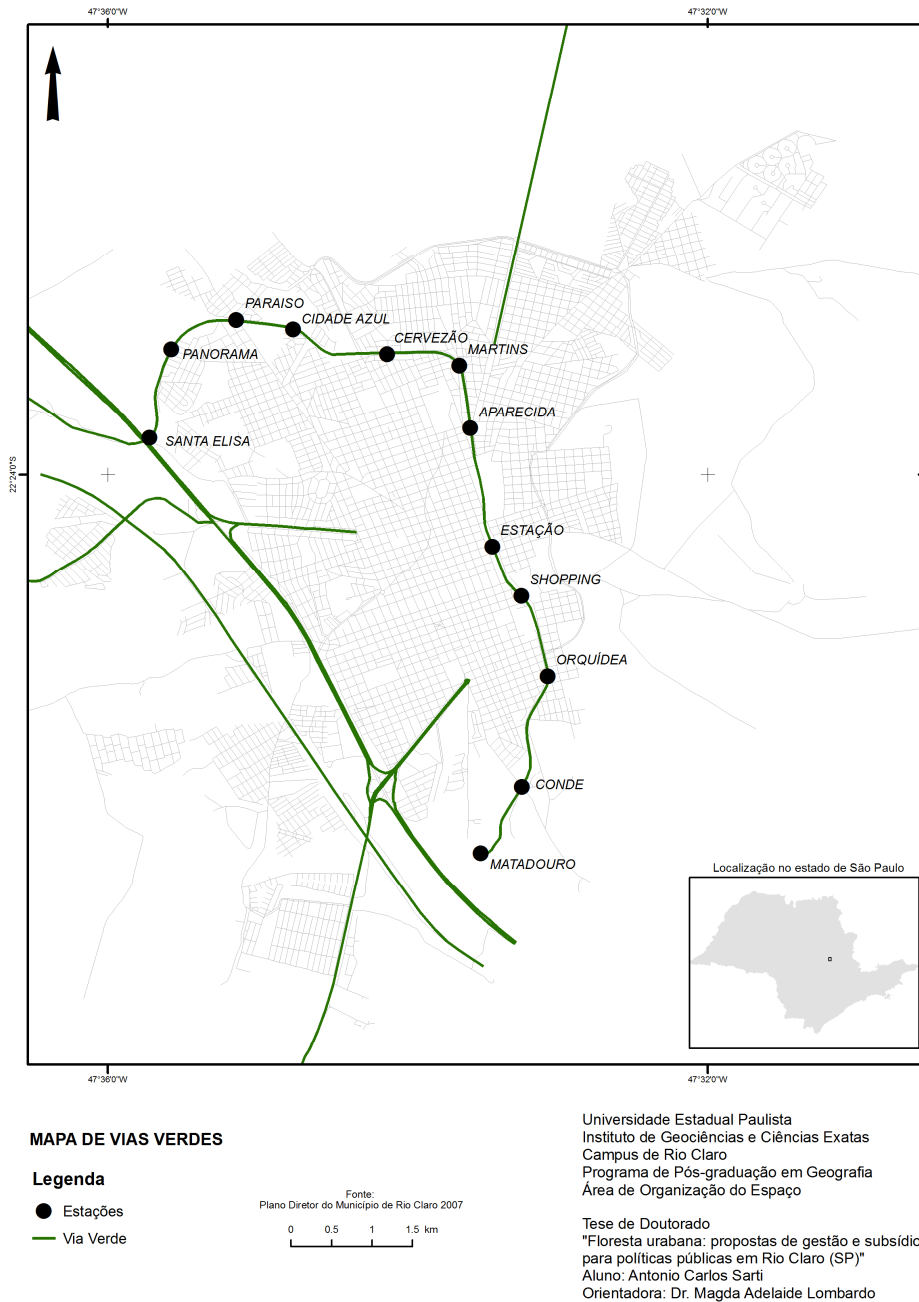 47°36'0"W
47°32'0"W
PARAISO
CIDADE AZUL
CERVEZÃO
PANORAMA
MARTINS
APARECIDA
SANTA ELISA
22°24'0"S
ESTAÇÃO
SHOPPING
ORQUÍDEA
CONDE
MATADOURO
Localização no estado de São Paulo
47°36'0"W
47°32'0"W
MAPA DE VIAS VERDES
Legenda
Estações
Via Verde
Fonte:
Plano Diretor do Município de Rio Claro 2007
0 0.5 1 1.5 km
Universidade Estadual Paulista
Instituto de Geociências e Ciências Exatas
Campus de Rio Claro
Programa de Pós-graduação em Geografia
Área de Organização do Espaço
Tese de Doutorado
"Floresta urabana: propostas de gestão e subsídio
para políticas públicas em Rio Claro (SP)"
Aluno: Antonio Carlos Sarti
Orientadora: Dr. Magda Adelaide Lombardo